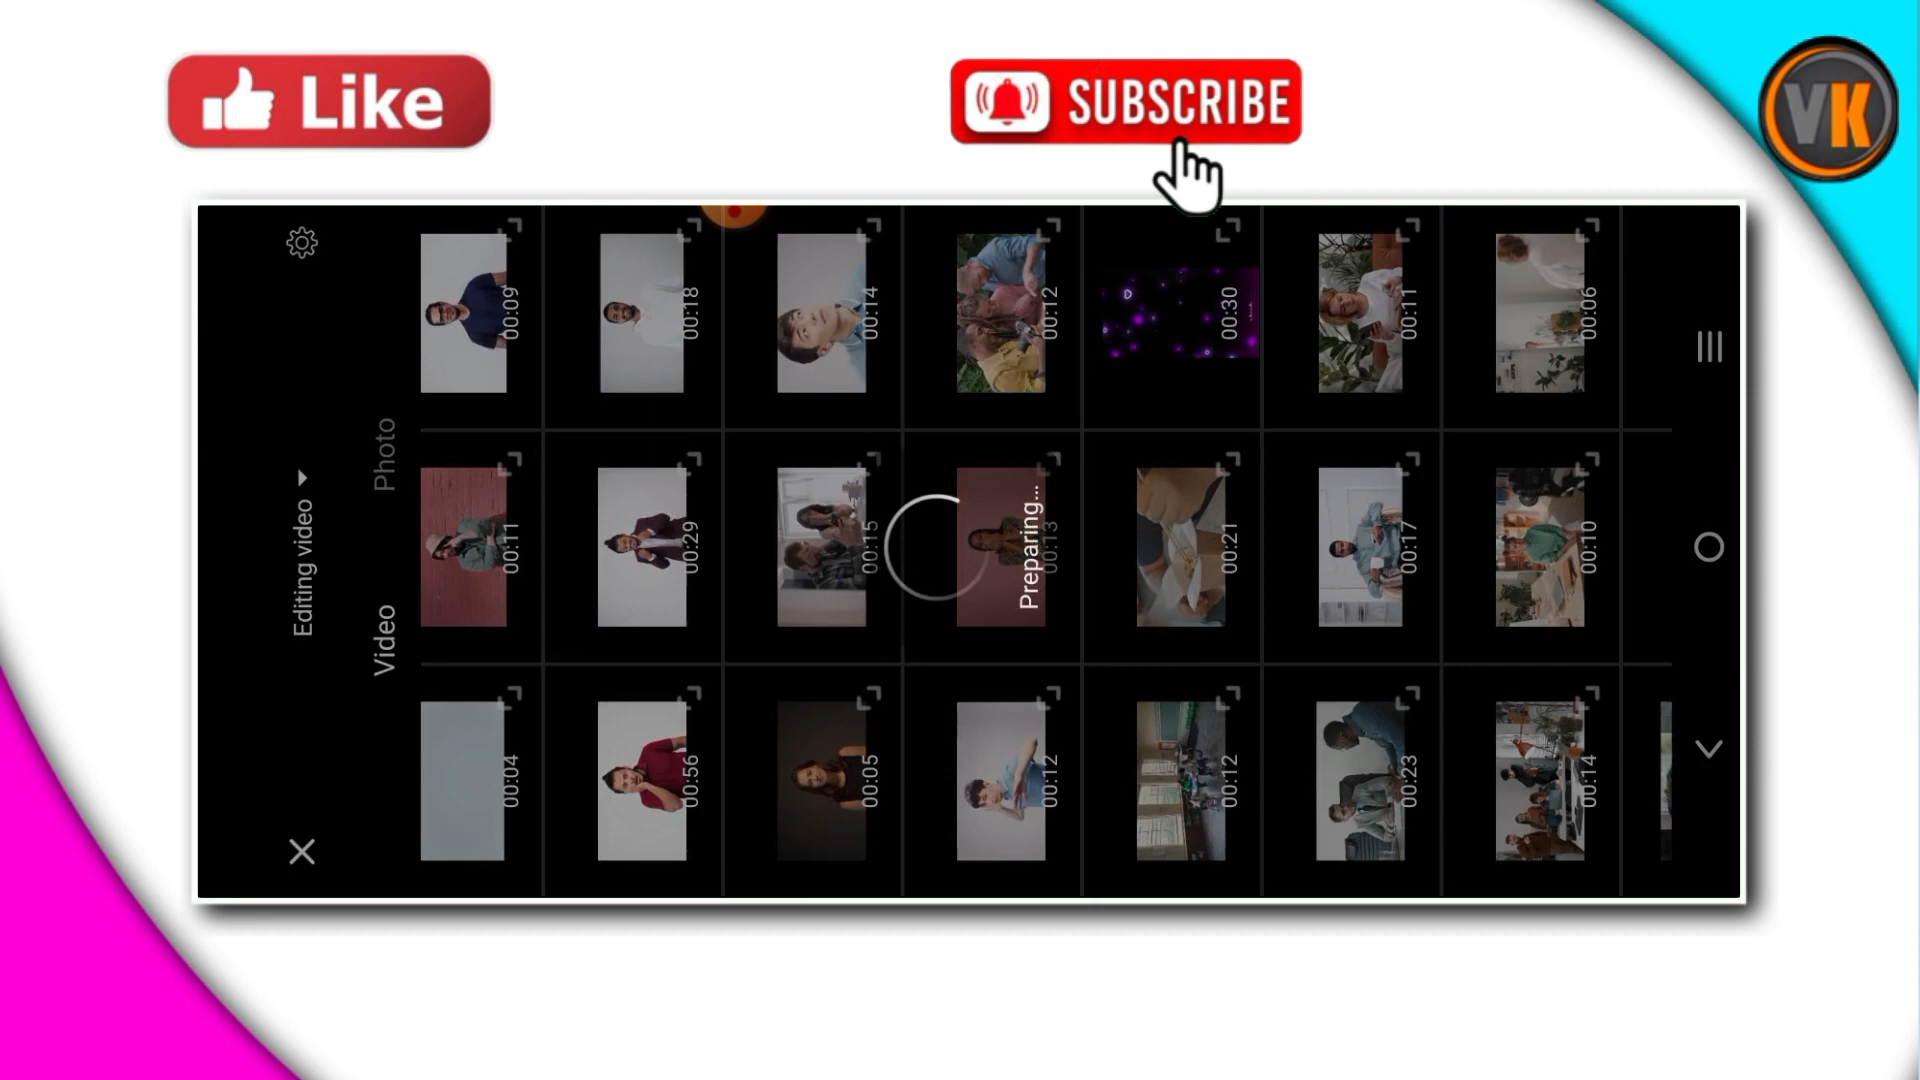 Like
SUBSCRIBE
VK
Editing video
Video Photo
00:04 00:11 00:09
00:56 00:29 00:18
00:05 00:15 00:14
Preparing...
00:12 00:13 00:12
00:12 00:21 00:30
00:23 00:17 00:11
00:14 00:10 00:06